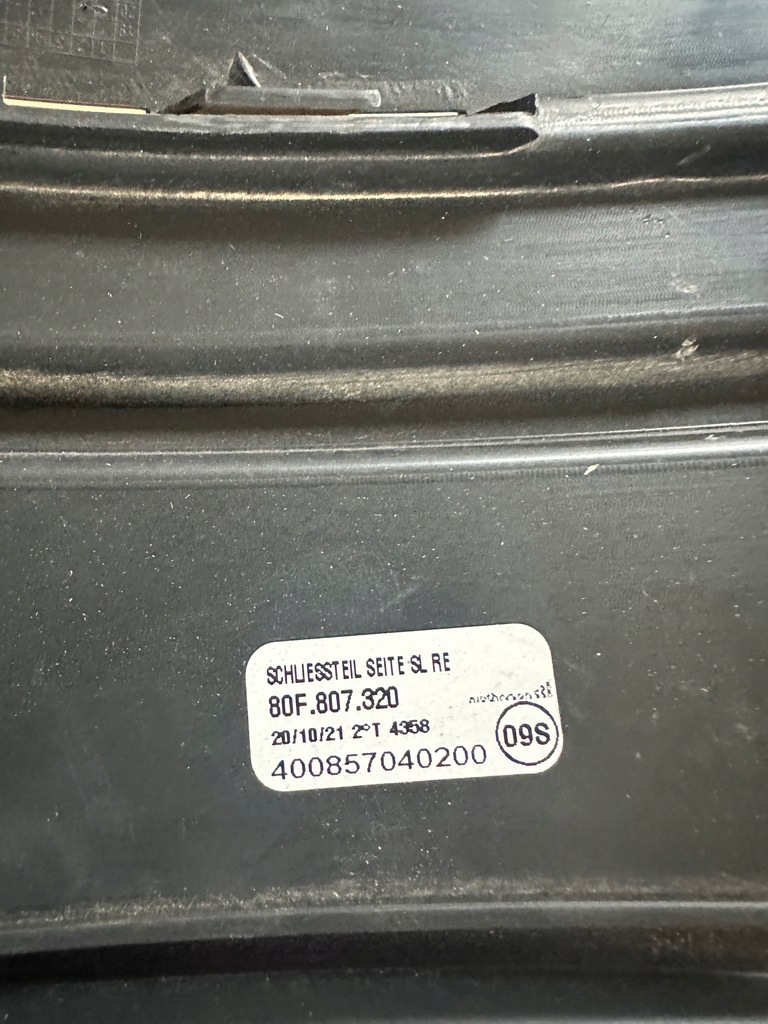 SCHLIESSTEIL SEITE SL RE
80F.807.320
20/10/21 2°T 4358
400857040200
09S